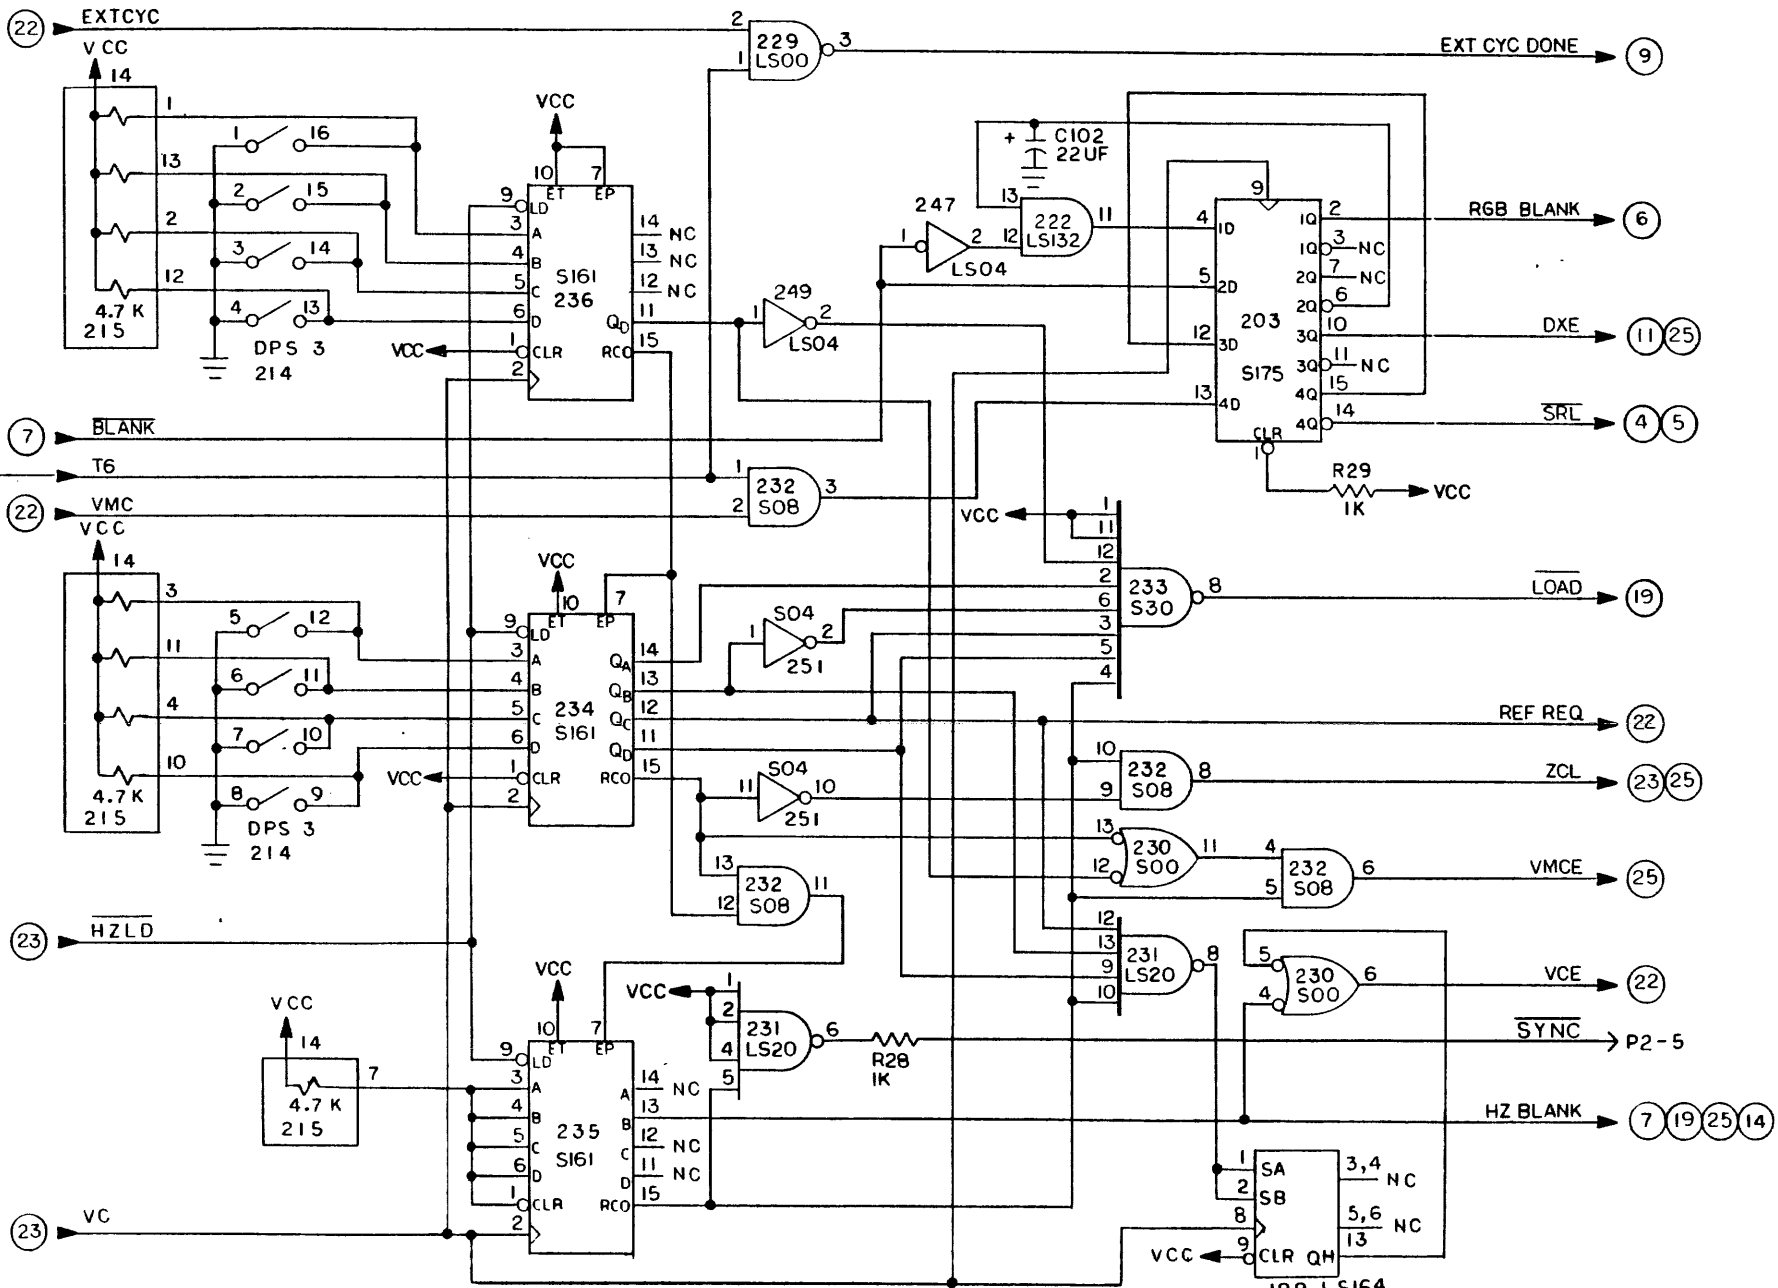 22 EXTCYC
2
1
229
LS00
3
EXT CYC DONE
9
VCC
14
1
13
2
12
4.7 K
215
1 16
2 15
3 14
4 13
DPS 3
214
VCC
10 7
ET EP
9 LD
3 A
4 B
5 C
6 D
1 CLR
2
VCC
S161
236
14 NC
13 NC
12 NC
QD 11
RCO 15
1
249
2
LS04
247
1
2
LS04
+ C102
22UF
13
12
222
LS132
11
9
4 1D
5 2D
12 3D
13 4D
203
S175
CLR
1
1Q 2
1Q 3 NC
2Q 7 NC
2Q 6
3Q 10
3Q 11 NC
4Q 15
4Q 14
RGB BLANK
6
DXE
11 25
SRL
4 5
R29
1K
VCC
7 BLANK
T6
22 VMC
1
2
232
S08
3
VCC
14
3
11
4
10
4.7 K
215
5 12
6 11
7 10
8 9
DPS 3
214
VCC
10 7
ET EP
9 LD
3 A
4 B
5 C
6 D
1 CLR
2
VCC
234
S161
QA 14
QB 13
QC 12
QD 11
RCO 15
S04
1
2
251
VCC
1
11
12
2
6
3
5
4
233
S30
8
LOAD
19
REF REQ
22
S04
11
10
251
10
9
232
S08
8
ZCL
23 25
13
12
230
S00
11
4
5
232
S08
6
VMCE
25
13
12
232
S08
11
12
13
9
10
231
LS20
8
5
4
230
S00
6
VCE
22
23 HZLD
VCC
14
7
4.7 K
215
VCC
10 7
ET EP
9 LD
3 A
4 B
5 C
6 D
1 CLR
2
235
S161
A 14 NC
B 13
C 12 NC
D 11 NC
RCO 15
VCC
1
2
4
5
231
LS20
6
R28
1K
SYNC
P2-5
HZ BLANK
7 19 25 14
23 VC
1 SA
2 SB
8
9 CLR
VCC
3,4 NC
5,6 NC
13
QH
LS164